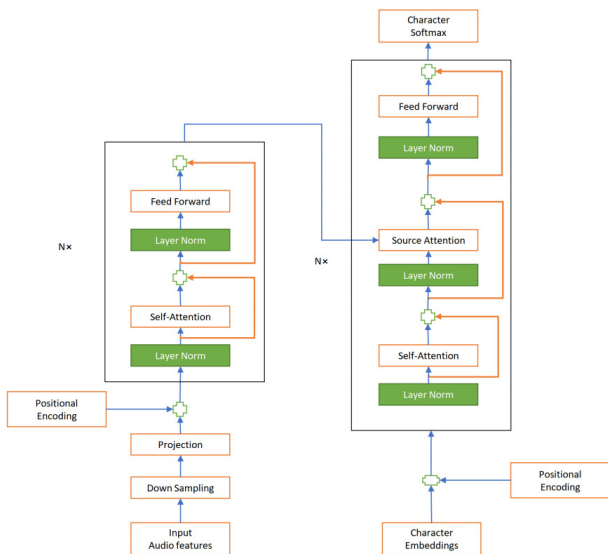 Character
Softmax
Feed Forward
Layer Norm
Feed Forward
Layer Norm
Source Attention
N×
N×
Layer Norm
Self-Attention
Layer Norm
Self-Attention
Layer Norm
Positional
Encoding
Projection
Down Sampling
Positional
Encoding
Input
Audio features
Character
Embeddings